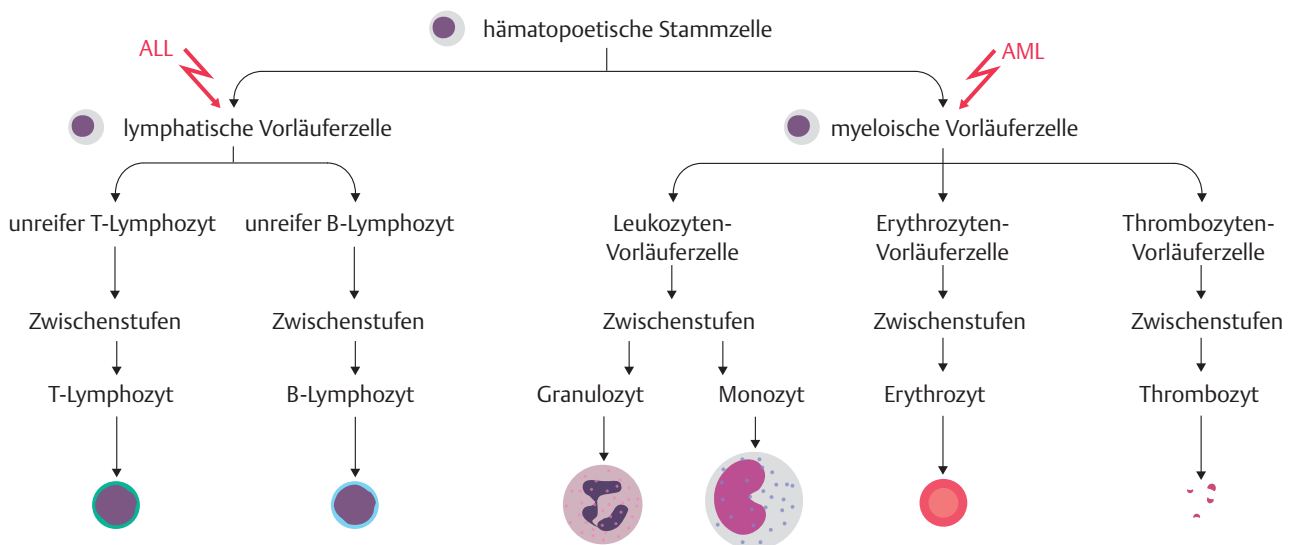 hämatopoetische Stammzelle
ALL
AML
lymphatische Vorläuferzelle
myeloische Vorläuferzelle
unreifer T-Lymphozyt
unreifer B-Lymphozyt
Leukozyten-
Vorläuferzelle
Erythrozyten-
Vorläuferzelle
Thrombozyten-
Vorläuferzelle
Zwischenstufen
Zwischenstufen
Zwischenstufen
Zwischenstufen
Zwischenstufen
T-Lymphozyt
B-Lymphozyt
Granulozyt
Monozyt
Erythrozyt
Thrombozyt